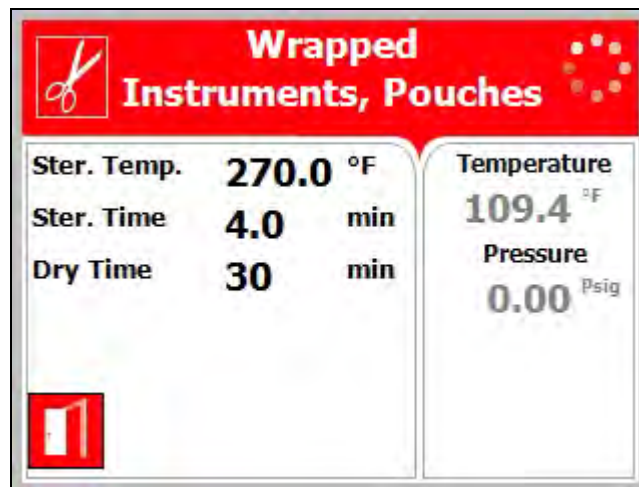 Wrapped
Instruments, Pouches
Ster. Temp. 270.0 °F
Ster. Time 4.0 min
Dry Time 30 min
Temperature
109.4 °F
Pressure
0.00 Psig